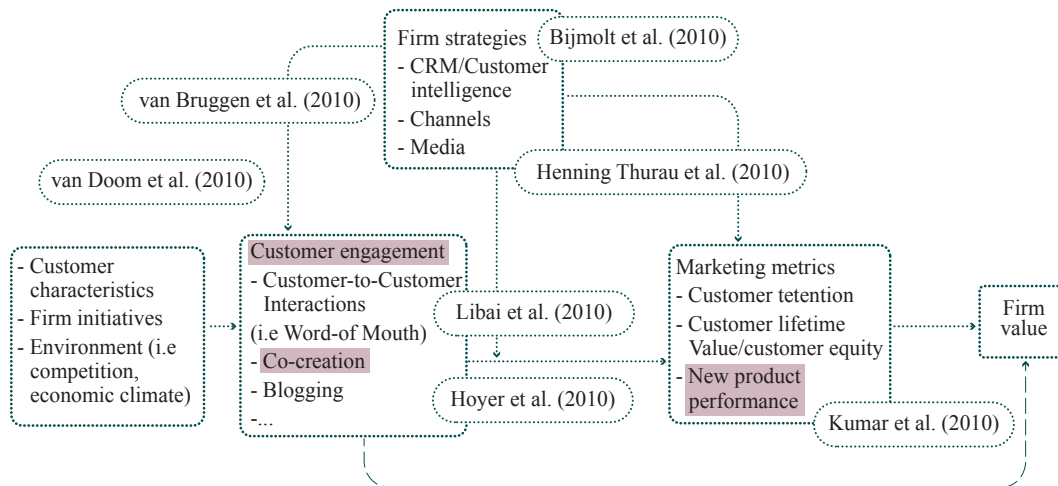 Firm strategies
- CRM/Customer
intelligence
- Channels
- Media
Bijmolt et al. (2010)
van Bruggen et al. (2010)
van Doom et al. (2010)
Henning Thurau et al. (2010)
- Customer
characteristics
- Firm initiatives
- Environment (i.e
competition,
economic climate)
Customer engagement
- Customer-to-Customer
Interactions
(i.e Word-of Mouth)
- Co-creation
- Blogging
-...
Libai et al. (2010)
Hoyer et al. (2010)
Marketing metrics
- Customer tetention
- Customer lifetime
Value/customer equity
- New product
performance
Kumar et al. (2010)
Firm
value